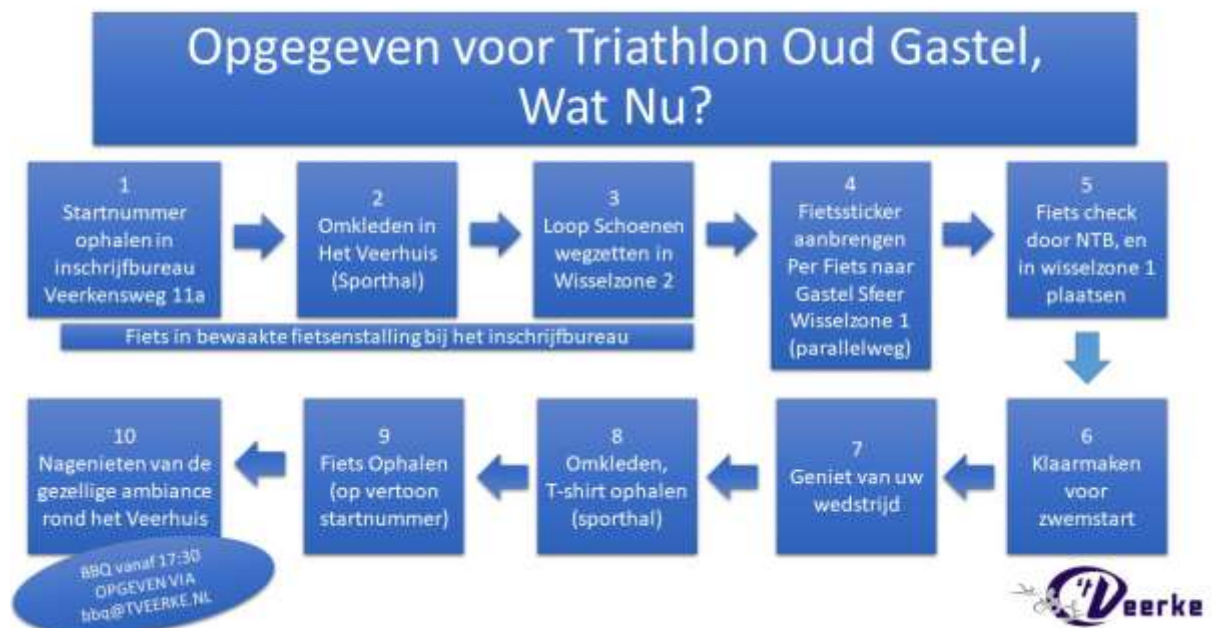 Opgegeven voor Triathlon Oud Gastel,
Wat Nu?
1
Startnummer
ophalen in
inschrijfbureau
Veerkensweg 11a
2
Omkleden in
Het Veerhuis
(Sporthal)
3
Loop Schoenen
wegzetten in
Wisselzone 2
4
Fietssticker
aanbrengen
Per Fiets naar
Gastel Sfeer
Wisselzone 1
(parallelweg)
5
Fiets check
door NTB, en
in wisselzone 1
plaatsen
Fiets in bewaakte fietsenstalling bij het inschrijfbureau
6
Klaarmaken
voor
zwemstart
7
Geniet van uw
wedstrijd
8
Omkleden,
T-shirt ophalen
(sporthal)
9
Fiets Ophalen
(op vertoon
startnummer)
10
Nagenieten van de
gezellige ambiance
rond het Veerhuis
BBQ vanaf 17:30
OPGEVEN VIA
bbq@TVEERKE.NL
't Veerke